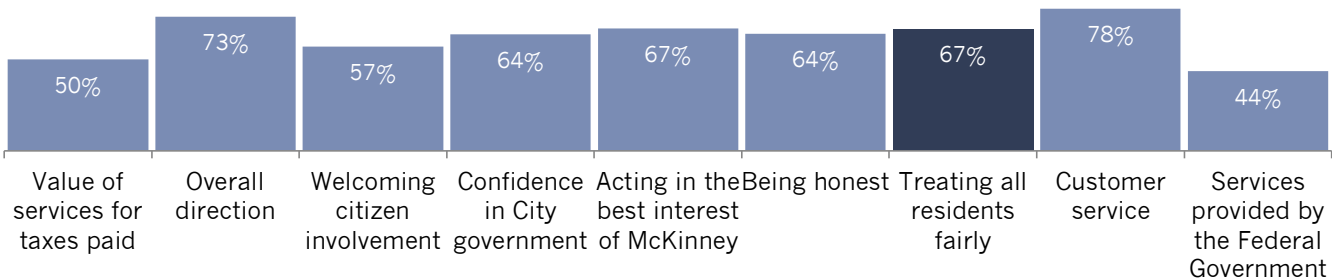 50%
73%
57%
64%
67%
64%
67%
78%
44%
Value of
services for
taxes paid
Overall
direction
Welcoming
citizen
involvement
Confidence
in City
government
Acting in the
best interest
of McKinney
Being honest
Treating all
residents
fairly
Customer
service
Services
provided by
the Federal
Government